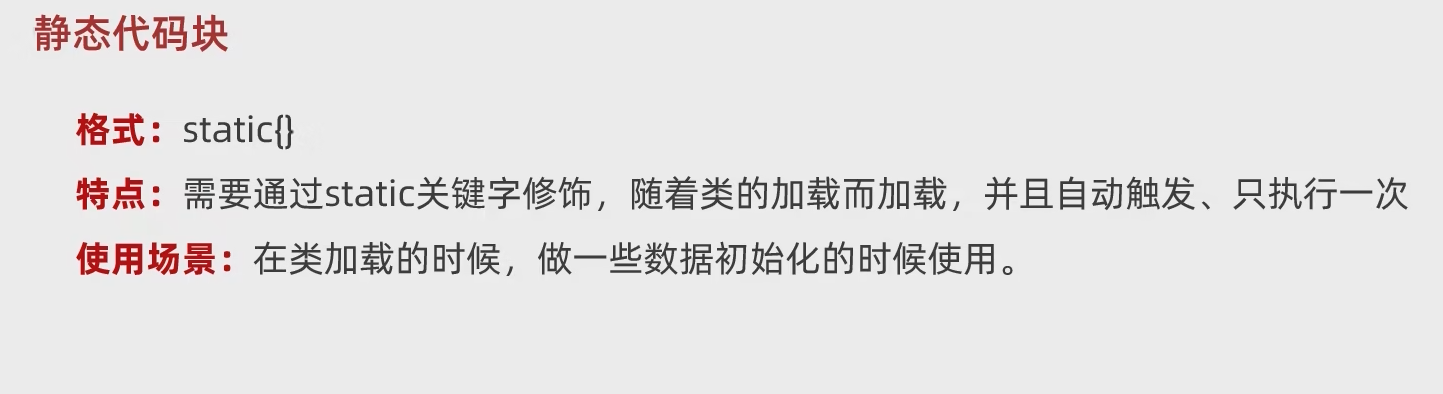 静态代码块
格式：static{}
特点：需要通过static关键字修饰，随着类的加载而加载，并且自动触发、只执行一次
使用场景：在类加载的时候，做一些数据初始化的时候使用。